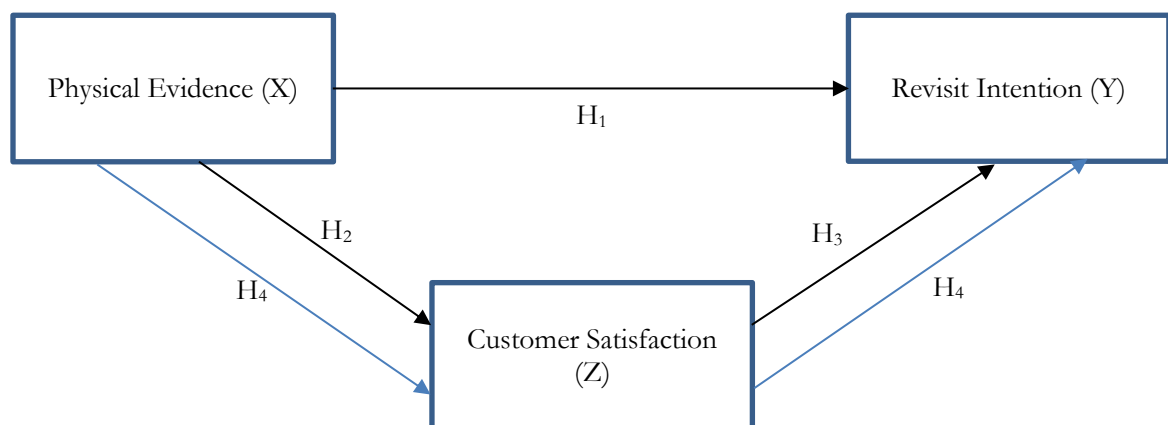 Physical Evidence (X)
Revisit Intention (Y)
H₁
H₂
H₃
H₄
H₄
Customer Satisfaction
(Z)